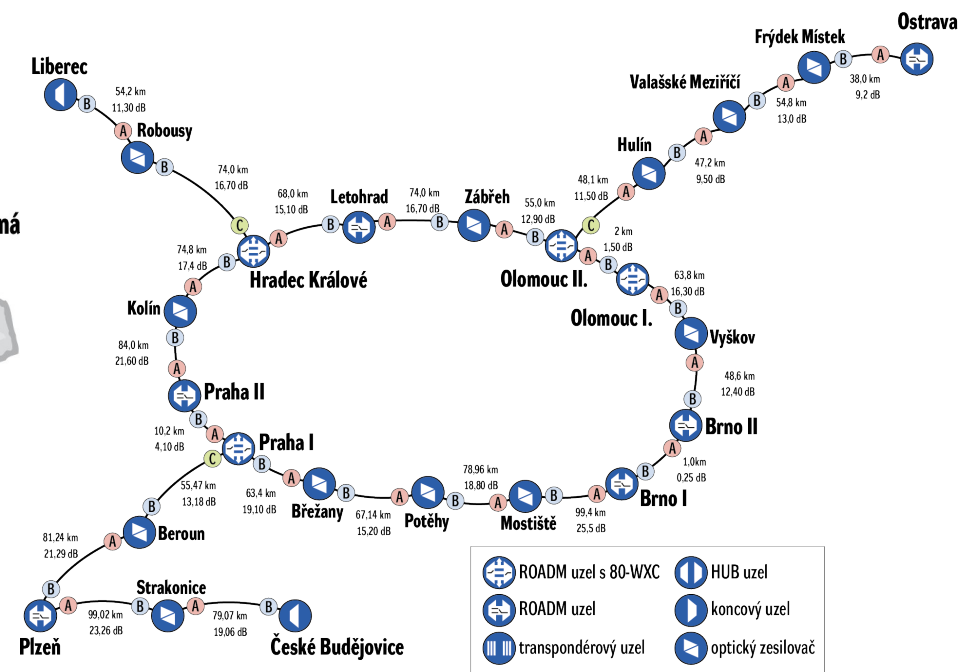 Ostrava
Frýdek Místek
B
A
38.0 km
9.2 dB
Liberec
B
54,2 km
11,30 dB
A
Robousy
B
74,0 km
16,70 dB
C
Valašské Meziříčí
A
54,8 km
13,0 dB
B
A
47.2 km
9,50 dB
Hulín
B
A
48,1 km
11,50 dB
C
má
68,0 km
15,10 dB
A
B
Letohrad
A
74,0 km
16,70 dB
B
Zábřeh
A
55,0 km
12,90 dB
B
74,8 km
17,4 dB
B
A
Hradec Králové
Olomouc II.
2 km
1,50 dB
A
B
Olomouc I.
63,8 km
16,30 dB
A
B
Kolín
B
84,0 km
21,60 dB
A
Vyškov
A
48,6 km
12,40 dB
B
Praha II
B
10.2 km
4,10 dB
A
Praha I
C
B
Brno II
A
1,0km
0,25 dB
B
55,47 km
13,18 dB
B
63,4 km
19,10 dB
A
Břežany
B
67,14 km
15,20 dB
A
Potěhy
B
78,96 km
18,80 dB
A
Mostiště
B
99,4 km
25,5 dB
A
Brno I
Beroun
A
81,24 km
21,29 dB
B
Plzeň
A
99,02 km
23,26 dB
B
Strakonice
A
79,07 km
19,06 dB
B
České Budějovice
ROADM uzel s 80-WXC
HUB uzel
ROADM uzel
koncový uzel
transpondérový uzel
optický zesilovač